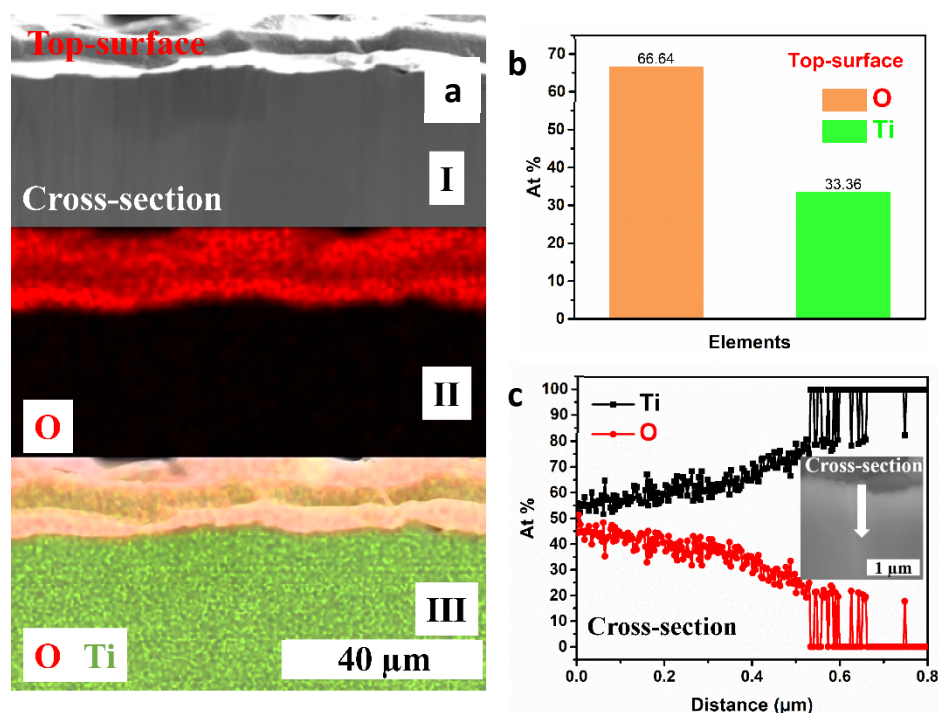 Top-surface
a
I
Cross-section
II
O
III
O Ti
40 µm
b
66.64
Top-surface
O
Ti
33.36
70
60
50
40
30
20
10
0
At %
Elements
c
Ti
O
100
90
80
70
60
50
40
30
20
10
0
At %
Cross-section
1 µm
Cross-section
0.0 0.2 0.4 0.6 0.8
Distance (µm)